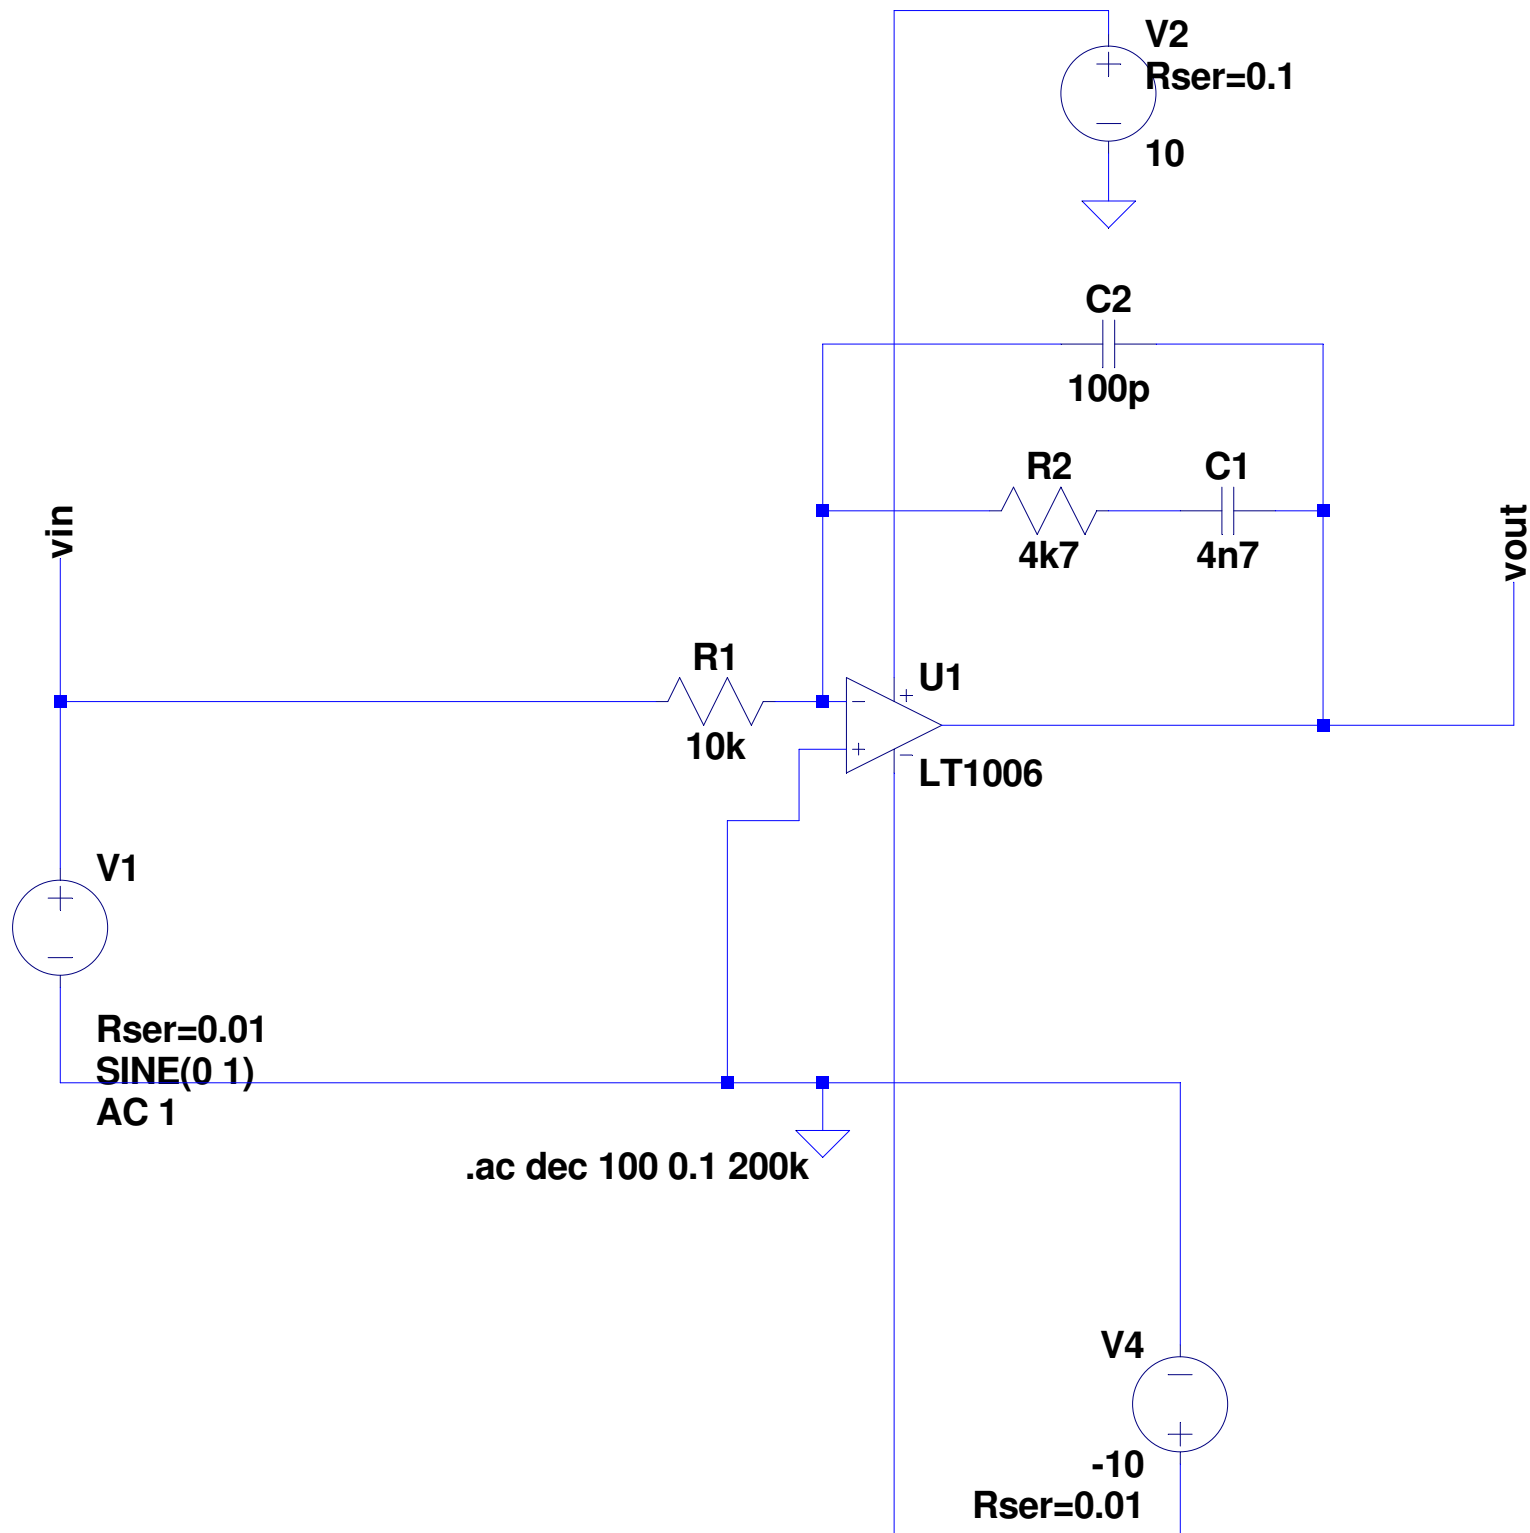 V2
Rser=0.1
10
C2
100p
R2
C1
4k7
4n7
vin
vout
R1
10k
U1
LT1006
V1
Rser=0.01
SINE(0 1)
AC 1
.ac dec 100 0.1 200k
V4
-10
Rser=0.01